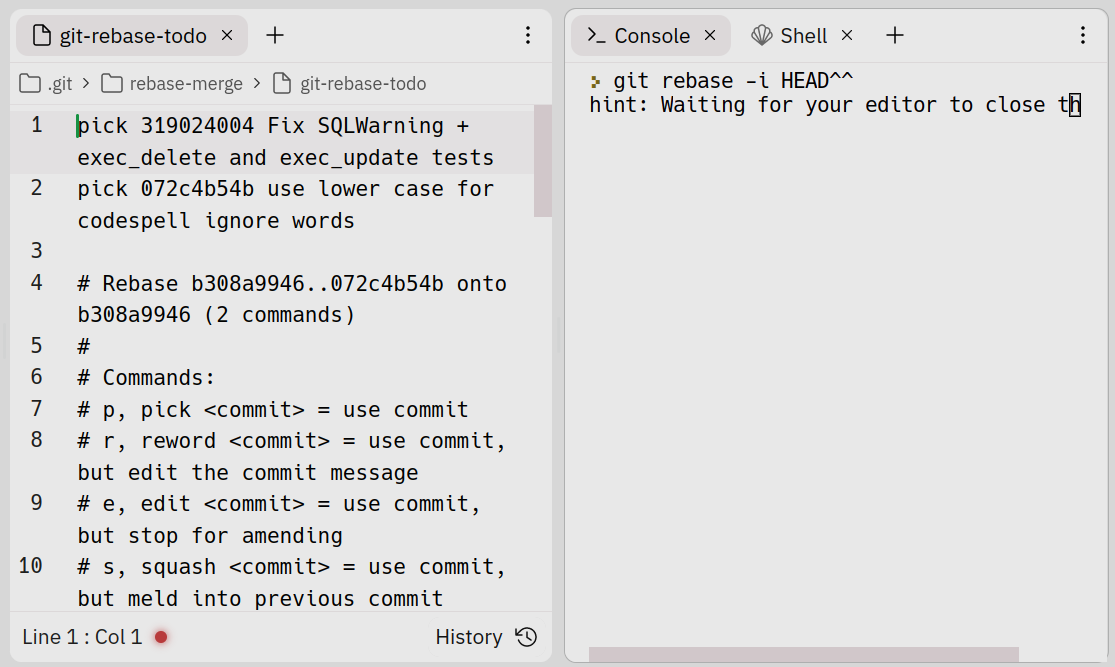 git-rebase-todo
.git > rebase-merge > git-rebase-todo
1 pick 319024004 Fix SQLWarning +
exec_delete and exec_update tests
2 pick 072c4b54b use lower case for
codespell ignore words
3
4 # Rebase b308a9946..072c4b54b onto
b308a9946 (2 commands)
5 #
6 # Commands:
7 # p, pick <commit> = use commit
8 # r, reword <commit> = use commit,
but edit the commit message
9 # e, edit <commit> = use commit,
but stop for amending
10 # s, squash <commit> = use commit,
but meld into previous commit
Line 1 : Col 1
History
Console
Shell
git rebase -i HEAD^^
hint: Waiting for your editor to close th